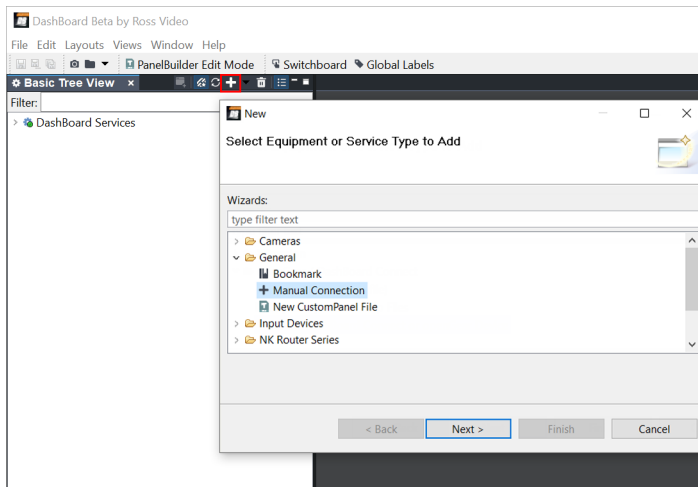 DashBoard Beta by Ross Video
File Edit Layouts Views Window Help
PanelBuilder Edit Mode Switchboard Global Labels
Basic Tree View
Filter:
DashBoard Services
New
Select Equipment or Service Type to Add
Wizards:
type filter text
Cameras
General
Bookmark
Manual Connection
New CustomPanel File
Input Devices
NK Router Series
< Back Next > Finish Cancel